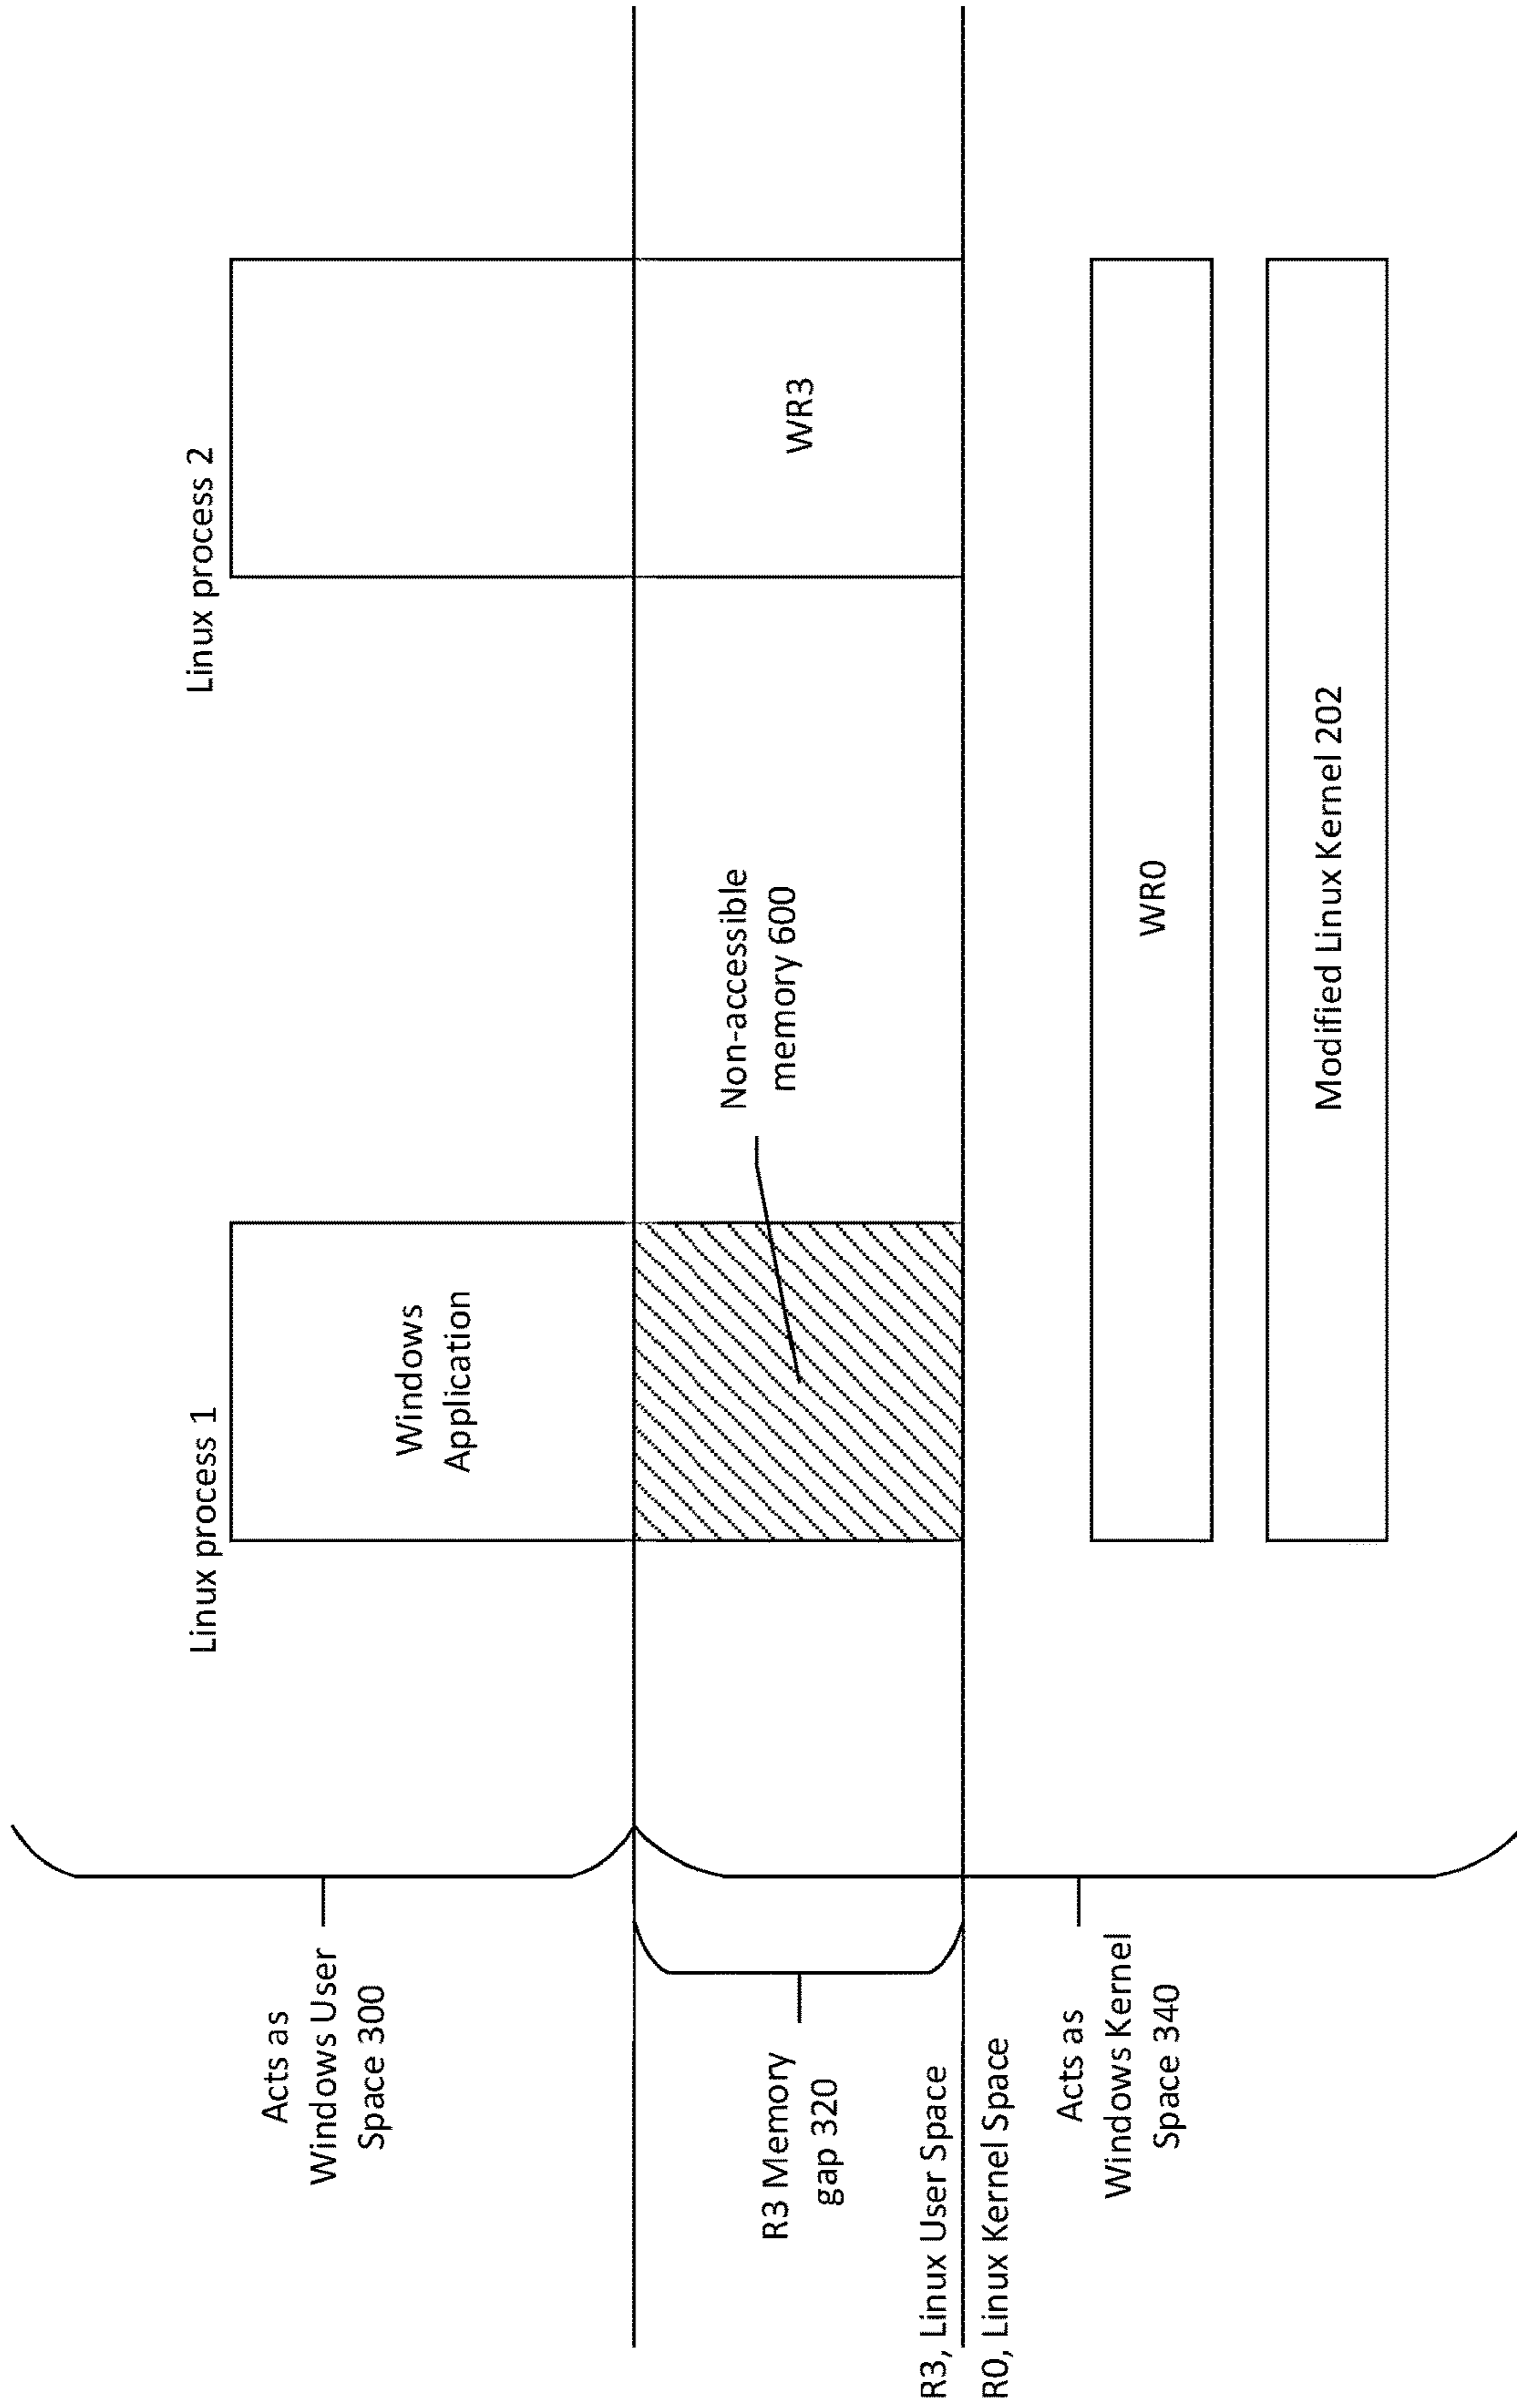 Linux process 1
Linux process 2
Acts as
Windows User
Space 300
Windows
Application
R3 Memory
gap 320
Non-accessible
memory 600
WR3
R3, Linux User Space
R0, Linux Kernel Space
Acts as
Windows Kernel
Space 340
WR0
Modified Linux Kernel 202